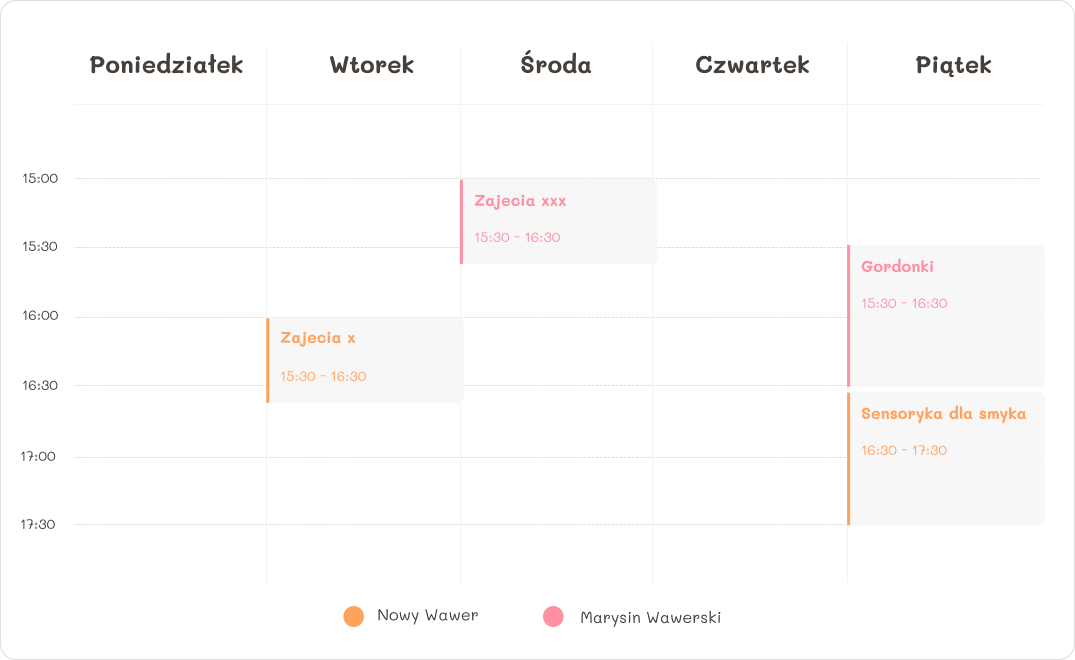 Poniedziałek Wtorek Środa Czwartek Piątek
15:00
Zajecia xxx
15:30 - 16:30
15:30
Gordonki
15:30 - 16:30
16:00
Zajecia x
15:30 - 16:30
16:30
Sensoryka dla smyka
16:30 - 17:30
17:00
17:30
Nowy Wawer
Marysin Wawerski